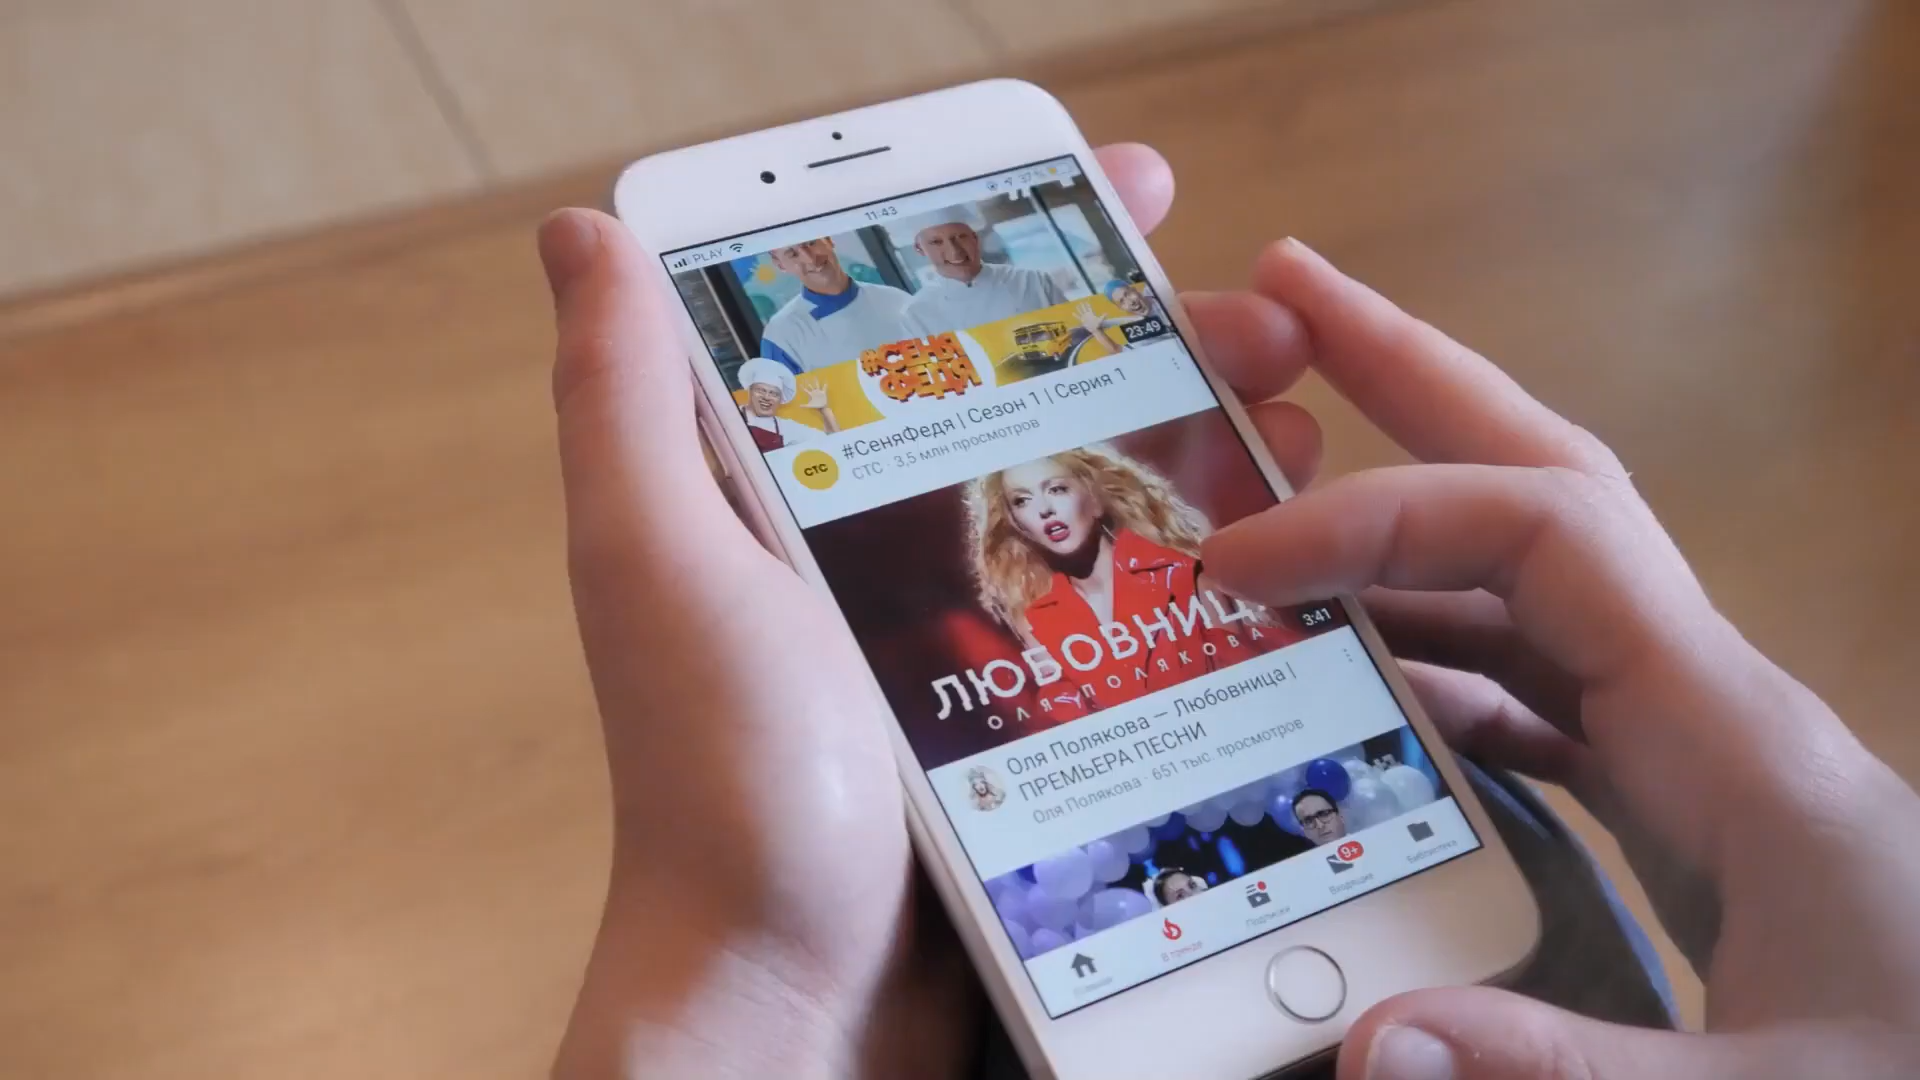 PLAY
11:43
37 %
#СЕНЯ
ФЕДЯ
23:49
СТС
#СеняФедя | Сезон 1 | Серия 1
СТС · 3,5 млн просмотров
ЛЮБОВНИЦ
ОЛЯ ПОЛЯКОВА
3:41
Оля Полякова – Любовница |
ПРЕМЬЕРА ПЕСНИ
Оля Полякова · 651 тыс. просмотров
Главная
В тренде
Подписки
9+
Входящие
Библиотека